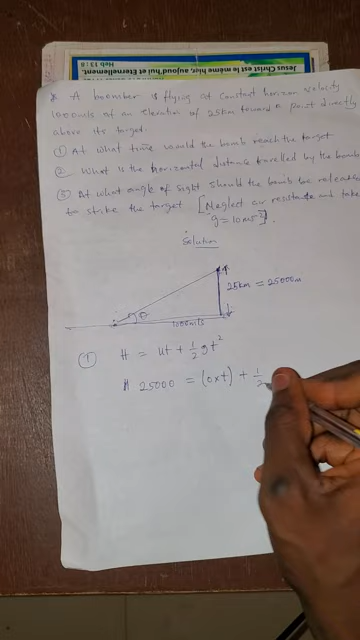 Jesus Christ est le même hier, aujourd'hui et Eternellement.
Heb 13:8
* A boomber is flying at constant horizon velocity
1000m/s at an elevation of 25km toward a point directly
above its target.
① At what time would the bomb reach the target
② What is the horizontal distance travelled by the bomb
③ At what angle of sight should the bomb be release
to strike the target [Neglect air resistance and take
g = 10ms⁻²].
Solution
25km = 25000m
θ
1000m/s
① H = ut + ½gt²
25000 = (0×t) + ½